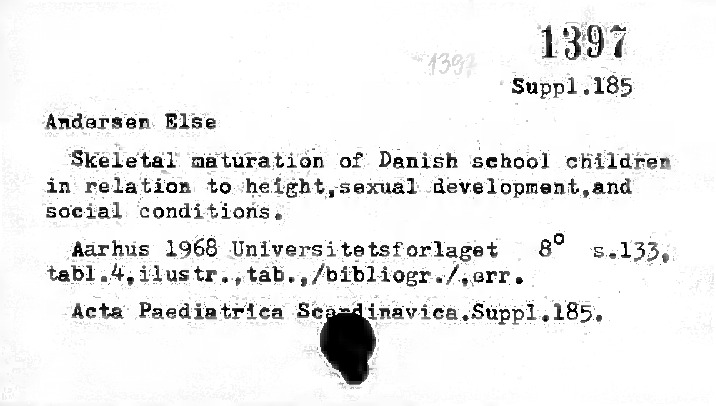 1397
1397
Suppl.185
Andersen Else
Skeletal maturation of Danish school children
in relation to height,sexual development,and
social conditions.
Aarhus 1968 Universitetsforlaget 8° s.133,
tabl.4,ilustr.,tab.,/bibliogr./,err.
Acta Paediatrica Scandinavica.Suppl.185.